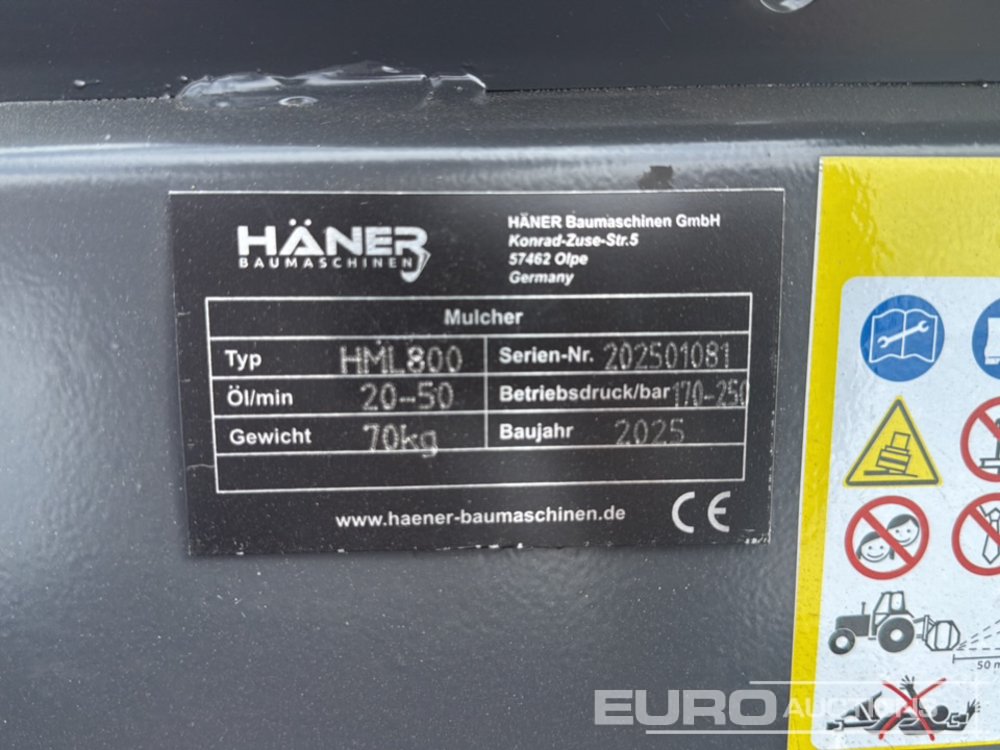 HÄNER
BAUMASCHINEN
HÄNER Baumaschinen GmbH
Konrad-Zuse-Str.5
57462 Olpe
Germany
Mulcher
Typ HML800 Serien-Nr. 202501081
Öl/min 20-50 Betriebsdruck/bar 170-250
Gewicht 70kg Baujahr 2025
www.haener-baumaschinen.de CE
50 m
EURO
AUCTIONS